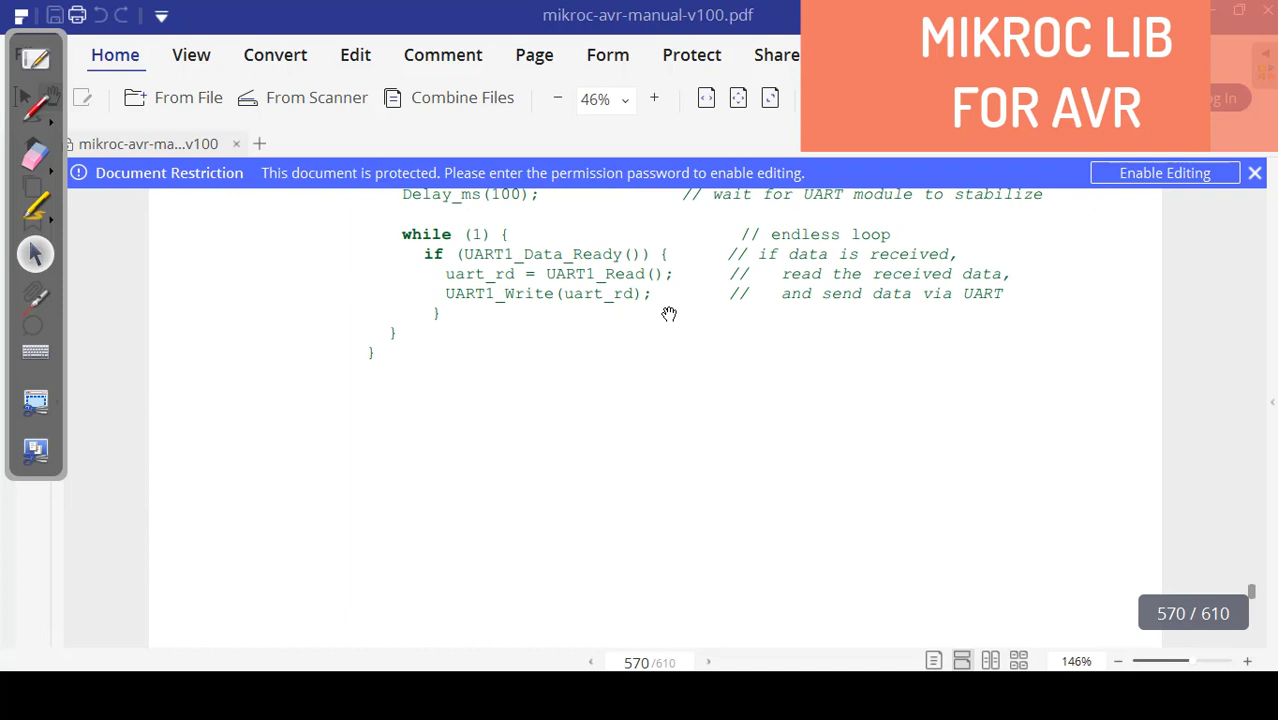 mikroc-avr-manual-v100.pdf
MIKROC LIB
FOR AVR
Home View Convert Edit Comment Page Form Protect Share
From File From Scanner Combine Files 46% g In
mikroc-avr-ma...v100
Document Restriction This document is protected. Please enter the permission password to enable editing. Enable Editing
Delay_ms(100); // wait for UART module to stabilize
while (1) { // endless loop
if (UART1_Data_Ready()) { // if data is received,
uart_rd = UART1_Read(); // read the received data,
UART1_Write(uart_rd); // and send data via UART
}
}
}
570 / 610
570 /610 146%